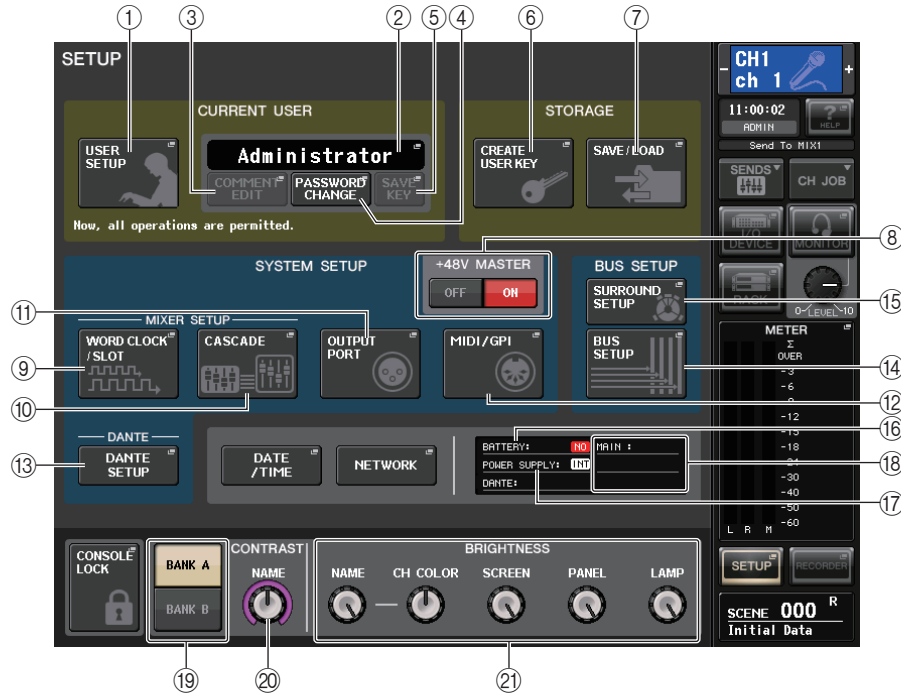 ① ③ ② ⑤ ④ ⑥ ⑦
SETUP
CURRENT USER
STORAGE
USER SETUP
Administrator
COMMENT EDIT
PASSWORD CHANGE
SAVE KEY
CREATE USER KEY
SAVE/LOAD
Now, all operations are permitted.
SYSTEM SETUP
+48V MASTER
OFF
ON
BUS SETUP
SURROUND SETUP
MIXER SETUP
WORD CLOCK /SLOT
CASCADE
OUTPUT PORT
MIDI/GPI
BUS SETUP
DANTE
DANTE SETUP
DATE /TIME
NETWORK
BATTERY: NO
POWER SUPPLY: INT
DANTE:
MAIN :
CONSOLE LOCK
BANK A
BANK B
CONTRAST
NAME
BRIGHTNESS
NAME
CH COLOR
SCREEN
PANEL
LAMP
- CH1 +
ch 1
11:00:02
ADMIN
?
HELP
Send To MIX1
SENDS
CH JOB
I/O DEVICE
MONITOR
RACK
0 LEVEL 10
METER
Σ
OVER
-3
-6
-12
-15
-18
-30
-40
-50
-60
L R M
SETUP
RECORDER
SCENE 000 R
Initial Data
⑧
⑪
⑮
⑨
⑩
⑭
⑫
⑯
⑬
⑱
⑰
⑲ ⑳ ㉑